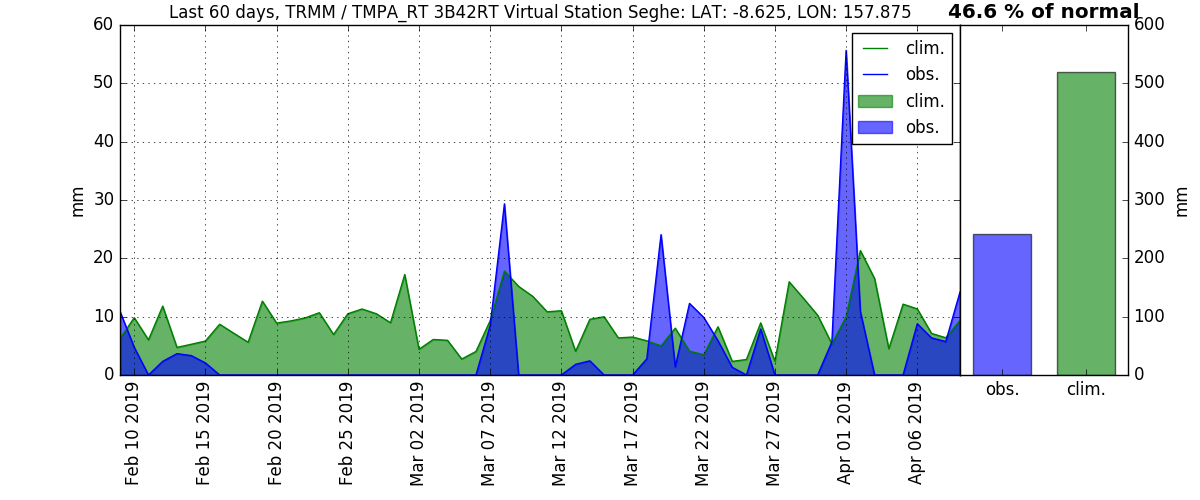 Last 60 days, TRMM / TMPA_RT 3B42RT Virtual Station Seghe: LAT: -8.625, LON: 157.875
46.6 % of normal
60
50
40
30
20
10
0
mm
clim.
obs.
clim.
obs.
600
500
400
300
200
100
0
mm
Feb 10 2019
Feb 15 2019
Feb 20 2019
Feb 25 2019
Mar 02 2019
Mar 07 2019
Mar 12 2019
Mar 17 2019
Mar 22 2019
Mar 27 2019
Apr 01 2019
Apr 06 2019
obs.
clim.